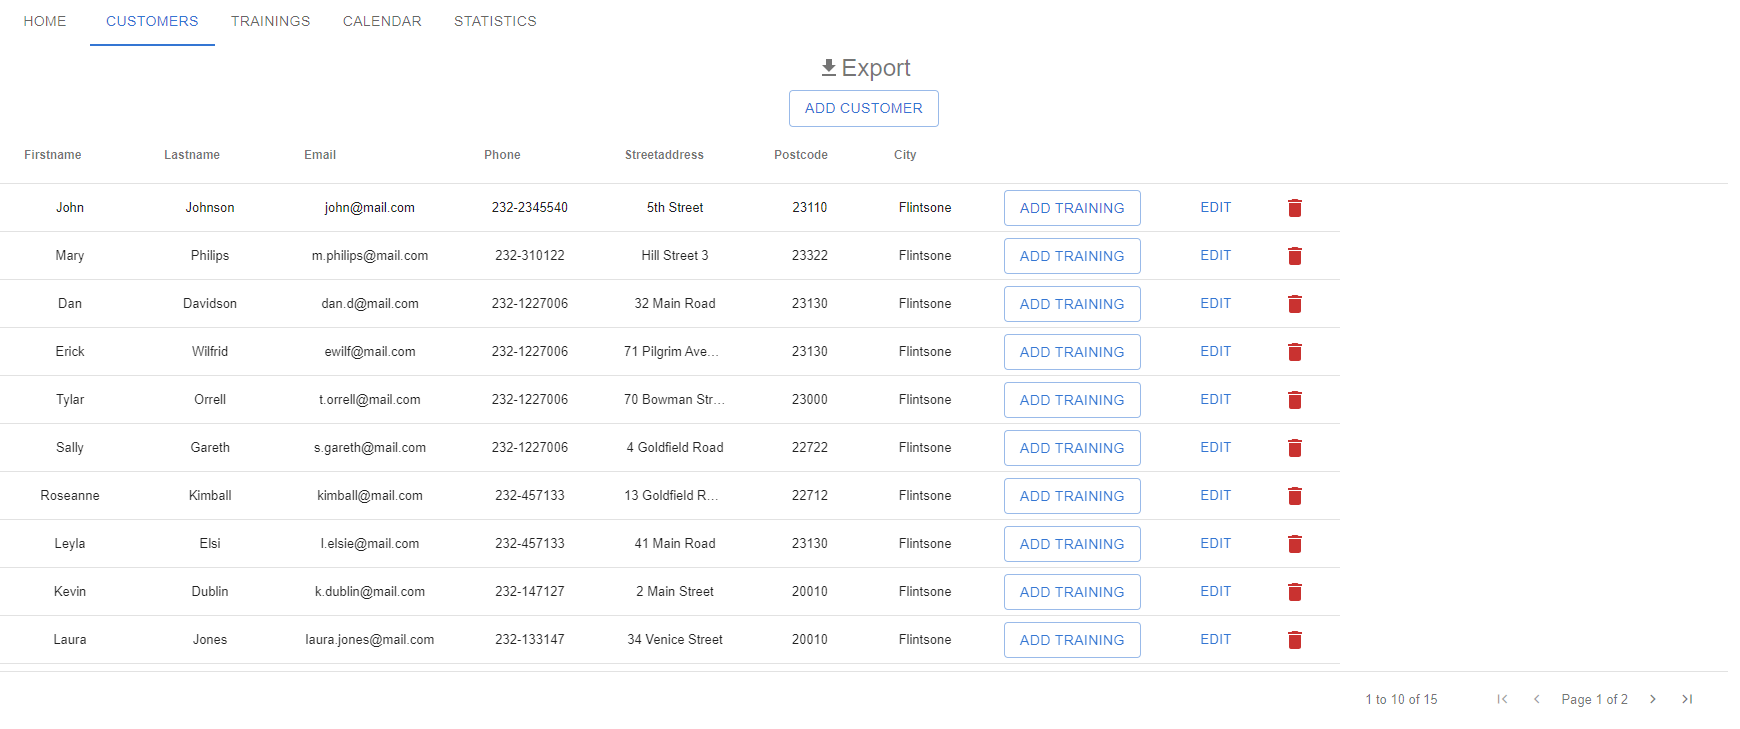 HOME CUSTOMERS TRAININGS CALENDAR STATISTICS
Export
ADD CUSTOMER
Firstname Lastname Email Phone Streetaddress Postcode City
John Johnson john@mail.com 232-2345540 5th Street 23110 Flintsone ADD TRAINING EDIT
Mary Philips m.philips@mail.com 232-310122 Hill Street 3 23322 Flintsone ADD TRAINING EDIT
Dan Davidson dan.d@mail.com 232-1227006 32 Main Road 23130 Flintsone ADD TRAINING EDIT
Erick Wilfrid ewilf@mail.com 232-1227006 71 Pilgrim Ave... 23130 Flintsone ADD TRAINING EDIT
Tylar Orrell t.orrell@mail.com 232-1227006 70 Bowman Str... 23000 Flintsone ADD TRAINING EDIT
Sally Gareth s.gareth@mail.com 232-1227006 4 Goldfield Road 22722 Flintsone ADD TRAINING EDIT
Roseanne Kimball kimball@mail.com 232-457133 13 Goldfield R... 22712 Flintsone ADD TRAINING EDIT
Leyla Elsi l.elsie@mail.com 232-457133 41 Main Road 23130 Flintsone ADD TRAINING EDIT
Kevin Dublin k.dublin@mail.com 232-147127 2 Main Street 20010 Flintsone ADD TRAINING EDIT
Laura Jones laura.jones@mail.com 232-133147 34 Venice Street 20010 Flintsone ADD TRAINING EDIT
1 to 10 of 15 Page 1 of 2